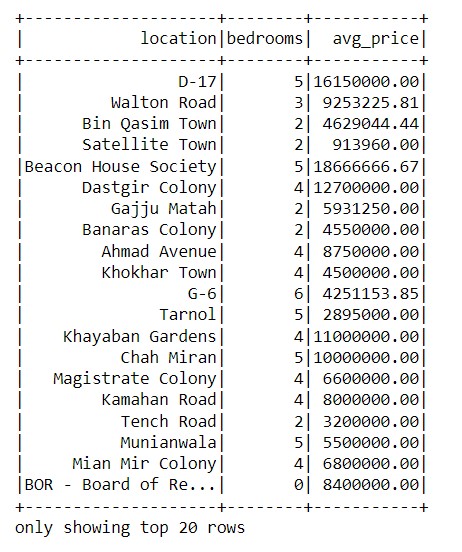 +--------------------+--------+-----------+
|            location|bedrooms|  avg_price|
+--------------------+--------+-----------+
|                D-17|       5|16150000.00|
|         Walton Road|       3| 9253225.81|
|      Bin Qasim Town|       2| 4629044.44|
|      Satellite Town|       2|  913960.00|
|Beacon House Society|       5|18666666.67|
|      Dastgir Colony|       4|12700000.00|
|         Gajju Matah|       2| 5931250.00|
|      Banaras Colony|       2| 4550000.00|
|        Ahmad Avenue|       4| 8750000.00|
|        Khokhar Town|       4| 4500000.00|
|                 G-6|       6| 4251153.85|
|              Tarnol|       5| 2895000.00|
|    Khayaban Gardens|       4|11000000.00|
|          Chah Miran|       5|10000000.00|
|   Magistrate Colony|       4| 6600000.00|
|        Kamahan Road|       4| 8000000.00|
|          Tench Road|       2| 3200000.00|
|          Munianwala|       5| 5500000.00|
|     Mian Mir Colony|       4| 6800000.00|
|BOR - Board of Re...|       0| 8400000.00|
+--------------------+--------+-----------+
only showing top 20 rows